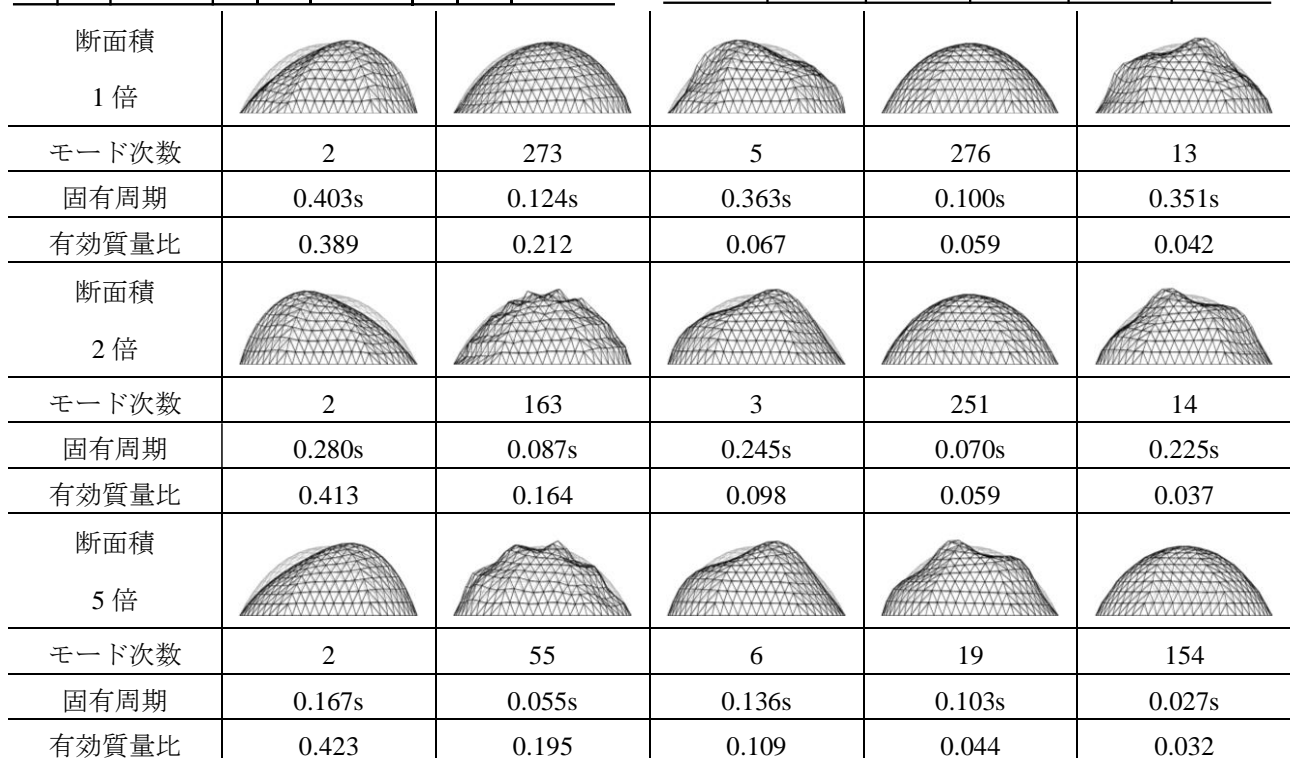 断面積
1 倍
モード次数 2 273 5 276 13
固有周期 0.403s 0.124s 0.363s 0.100s 0.351s
有効質量比 0.389 0.212 0.067 0.059 0.042
断面積
2 倍
モード次数 2 163 3 251 14
固有周期 0.280s 0.087s 0.245s 0.070s 0.225s
有効質量比 0.413 0.164 0.098 0.059 0.037
断面積
5 倍
モード次数 2 55 6 19 154
固有周期 0.167s 0.055s 0.136s 0.103s 0.027s
有効質量比 0.423 0.195 0.109 0.044 0.032